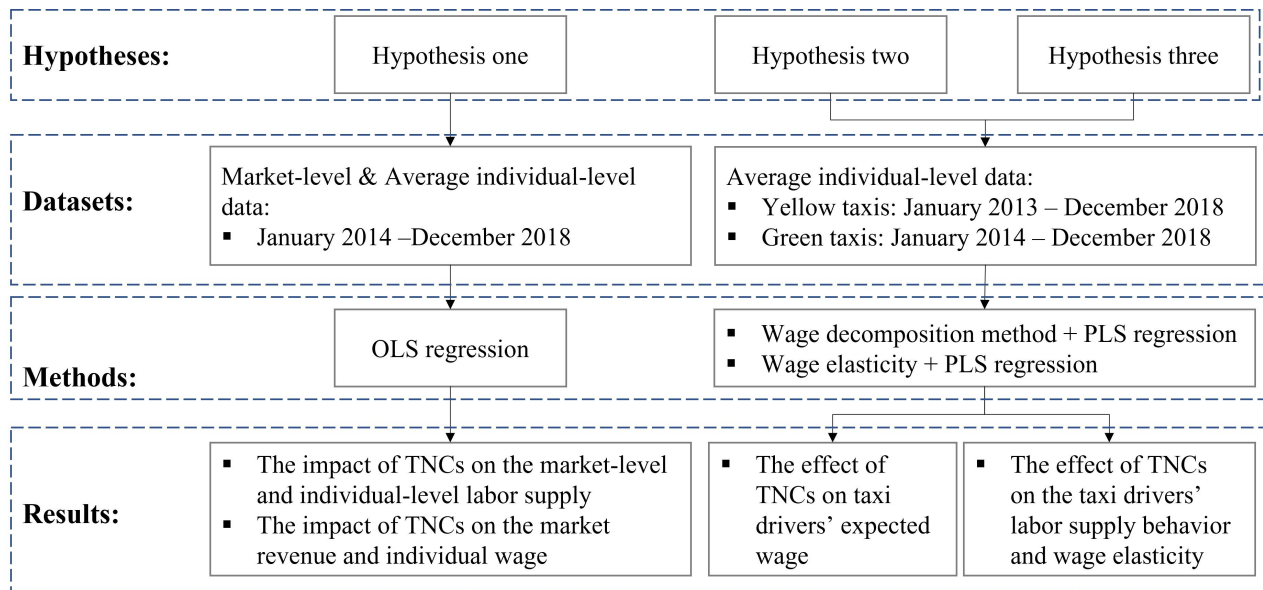 Hypotheses:
Hypothesis one
Hypothesis two
Hypothesis three
Datasets:
Market-level & Average individual-level
data:
▪ January 2014 –December 2018
Average individual-level data:
▪ Yellow taxis: January 2013 – December 2018
▪ Green taxis: January 2014 – December 2018
Methods:
OLS regression
▪ Wage decomposition method + PLS regression
▪ Wage elasticity + PLS regression
Results:
▪ The impact of TNCs on the market-level
and individual-level labor supply
▪ The impact of TNCs on the market
revenue and individual wage
▪ The effect of
TNCs on taxi
drivers’ expected
wage
▪ The effect of TNCs
on the taxi drivers’
labor supply behavior
and wage elasticity